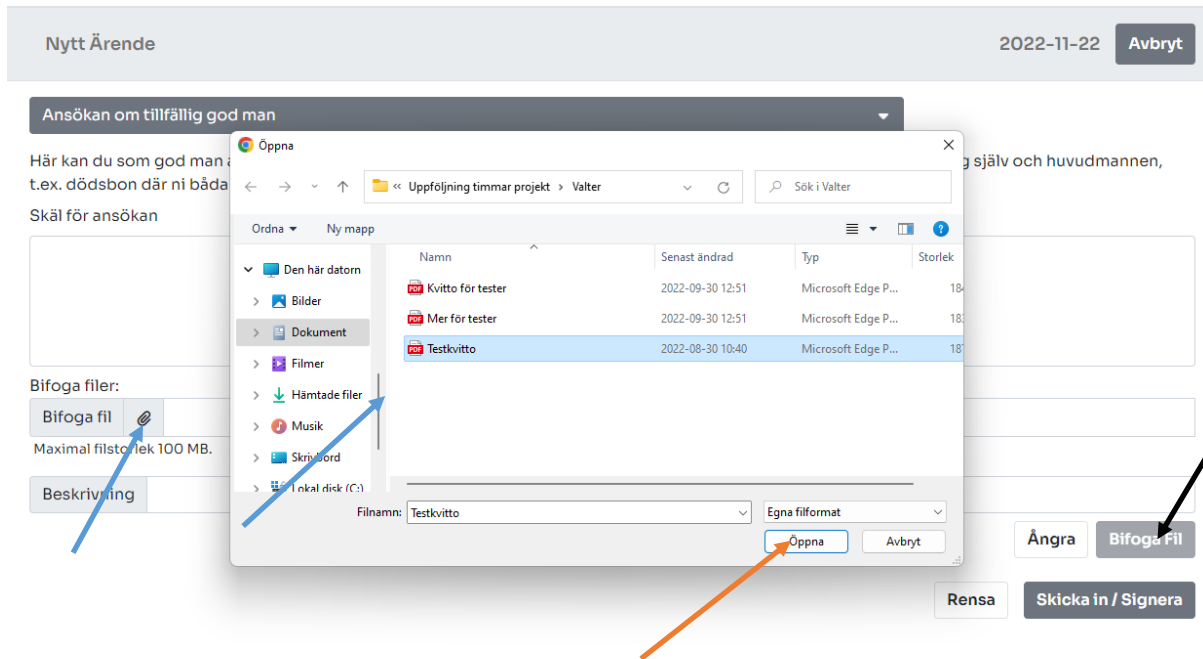 Nytt Ärende
2022-11-22 Avbryt
Ansökan om tillfällig god man
Här kan du som god man
själv och huvudmannen,
t.ex. dödsbon där ni båda
Skäl för ansökan
Bifoga filer:
Bifoga fil
Maximal filstorlek 100 MB.
Beskrivning
Öppna
« Uppföljning timmar projekt > Valter
Sök i Valter
Ordna Ny mapp
Den här datorn
Bilder
Dokument
Filmer
Hämtade filer
Musik
Skrivbord
Lokal disk (C:)
Namn Senast ändrad Typ Storlek
PDF Kvitto för tester 2022-09-30 12:51 Microsoft Edge P...
PDF Mer för tester 2022-09-30 12:51 Microsoft Edge P...
PDF Testkvitto 2022-08-30 10:40 Microsoft Edge P...
Filnamn: Testkvitto Egna filformat
Öppna Avbryt
Ångra Bifoga Fil
Rensa Skicka in / Signera